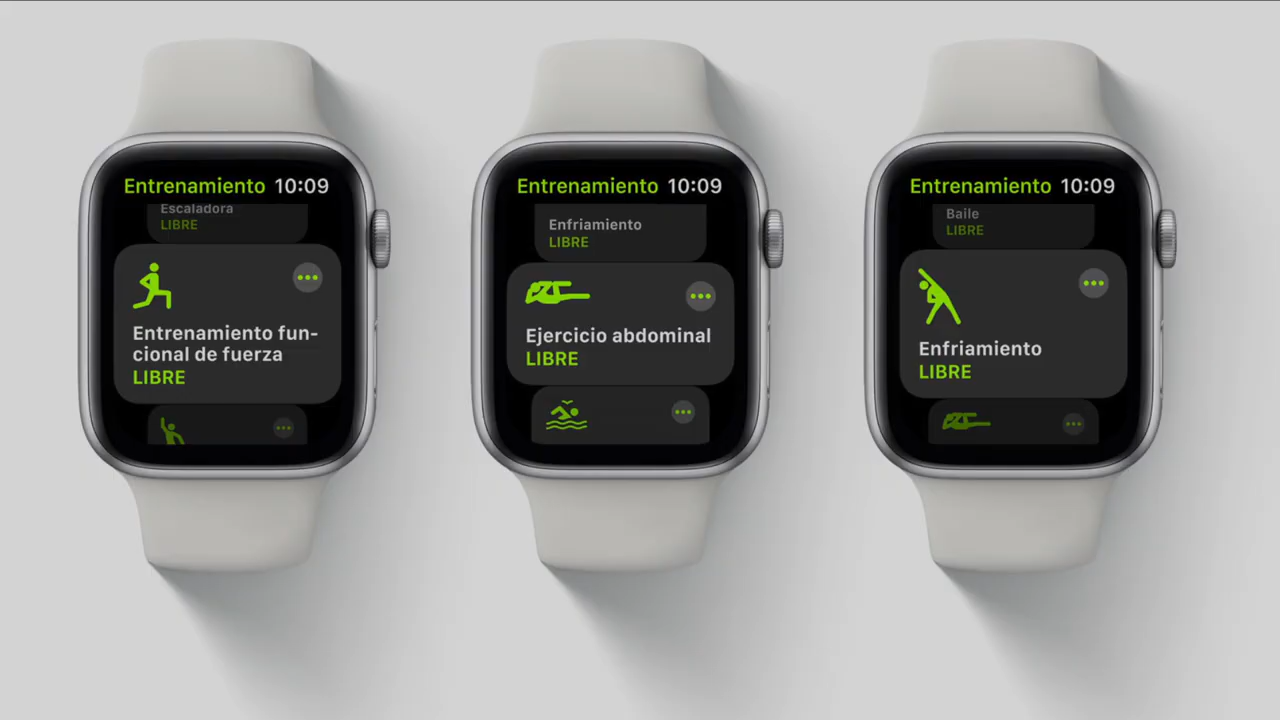 Entrenamiento 10:09
Escaladora
LIBRE
Entrenamiento fun-
cional de fuerza
LIBRE
Entrenamiento 10:09
Enfriamiento
LIBRE
Ejercicio abdominal
LIBRE
Entrenamiento 10:09
Baile
LIBRE
Enfriamiento
LIBRE